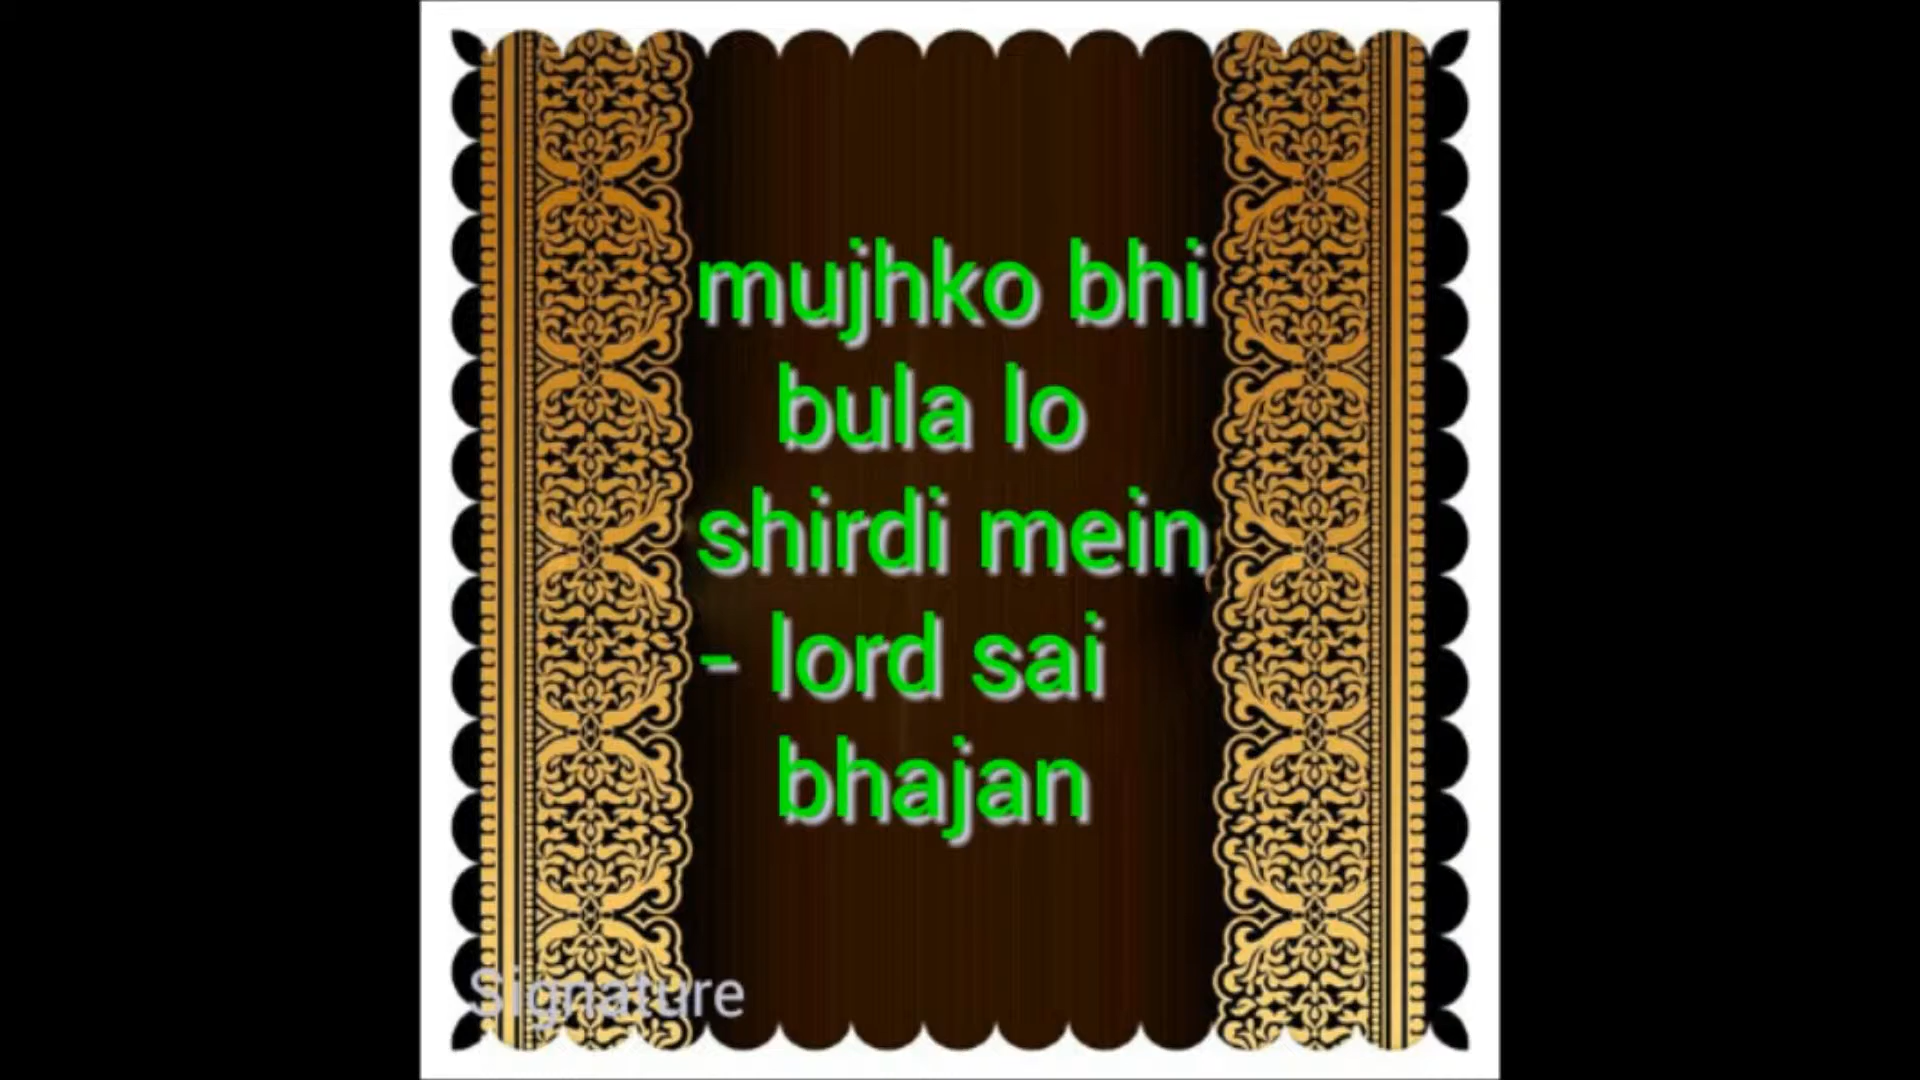 mujhko bhi
bula lo
shirdi mein
- lord sai
bhajan
Signature